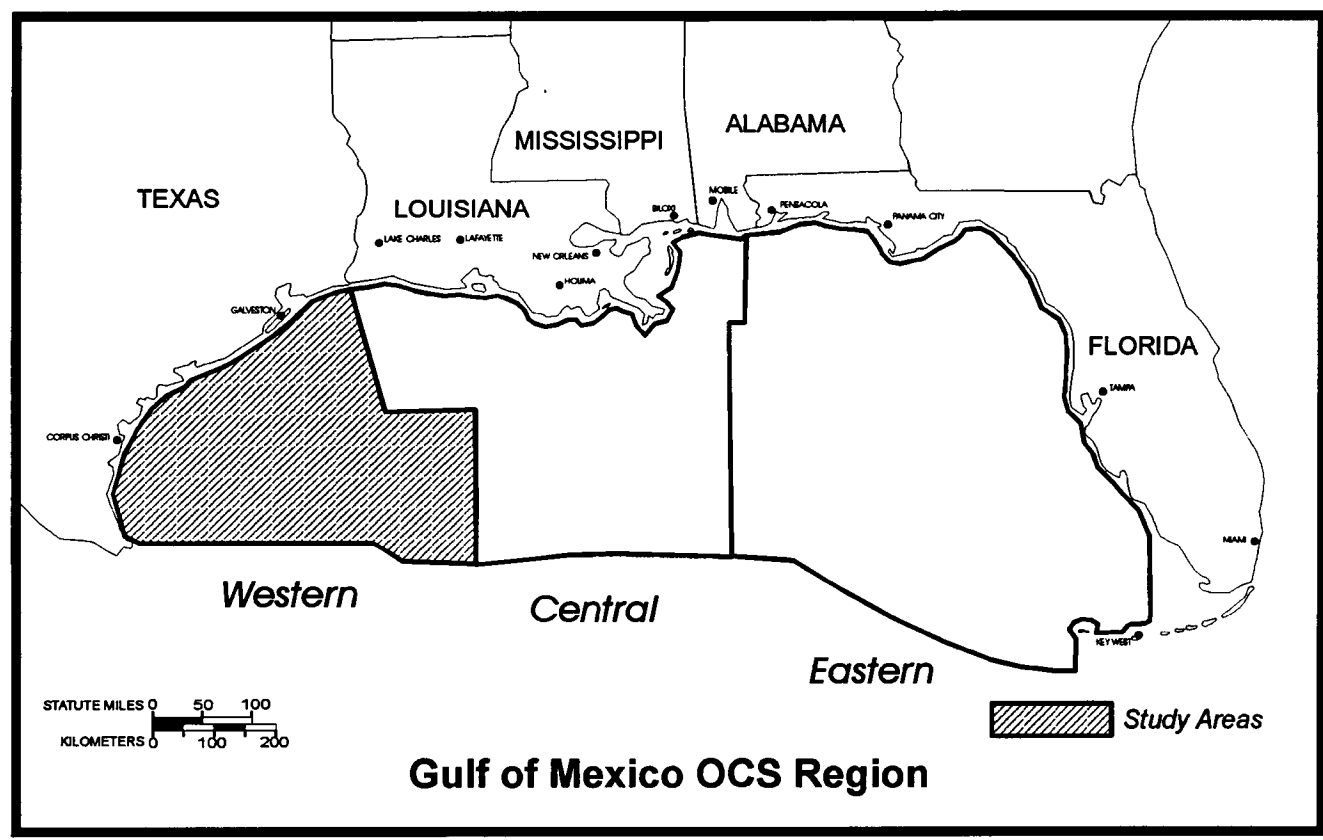 ALABAMA
MISSISSIPPI
TEXAS
LOUISIANA
MOBILE
BILOXI
PENSACOLA
PANAMA CITY
LAKE CHARLES
LAFAYETTE
NEW ORLEANS
HOUMA
GALVESTON
FLORIDA
TAMPA
CORPUS CHRISTI
MIAMI
Western
Central
KEY WEST
Eastern
STATUTE MILES 0 50 100
KILOMETERS 0 100 200
Study Areas
Gulf of Mexico OCS Region